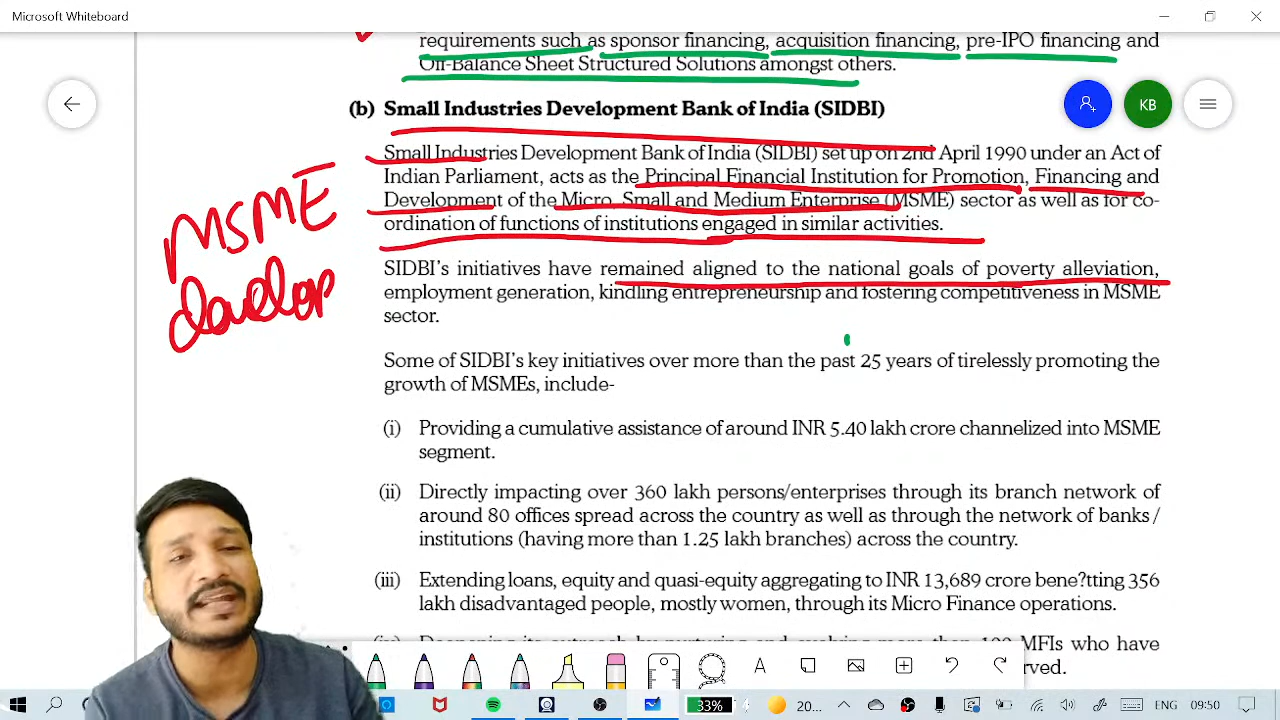 Microsoft Whiteboard
requirements such as sponsor financing, acquisition financing, pre-IPO financing and
Off-Balance Sheet Structured Solutions amongst others.
KB
(b) Small Industries Development Bank of India (SIDBI)
Small Industries Development Bank of India (SIDBI) set up on 2nd April 1990 under an Act of
Indian Parliament, acts as the Principal Financial Institution for Promotion, Financing and
Development of the Micro, Small and Medium Enterprise (MSME) sector as well as for co-
ordination of functions of institutions engaged in similar activities.
MSME
develop
SIDBI's initiatives have remained aligned to the national goals of poverty alleviation,
employment generation, kindling entrepreneurship and fostering competitiveness in MSME
sector.
Some of SIDBI's key initiatives over more than the past 25 years of tirelessly promoting the
growth of MSMEs, include-
(i) Providing a cumulative assistance of around INR 5.40 lakh crore channelized into MSME
segment.
(ii) Directly impacting over 360 lakh persons/enterprises through its branch network of
around 80 offices spread across the country as well as through the network of banks /
institutions (having more than 1.25 lakh branches) across the country.
(iii) Extending loans, equity and quasi-equity aggregating to INR 13,689 crore bene?tting 356
lakh disadvantaged people, mostly women, through its Micro Finance operations.
MFIs who have
A
33%
20...
ENG
09:50